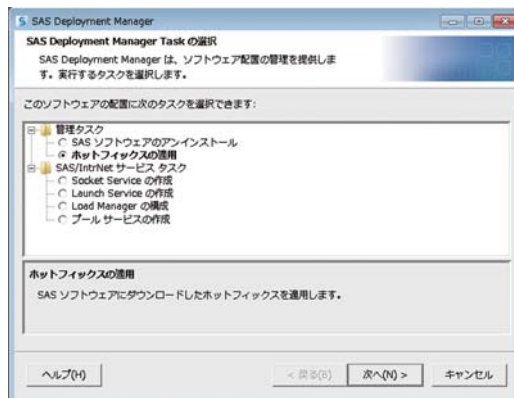 SAS Deployment Manager
SAS Deployment Manager Task の選択
SAS Deployment Manager は、ソフトウェア配置の管理を提供しま
す。実行するタスクを選択します。
このソフトウェアの配置に次のタスクを選択できます:
管理タスク
SAS ソフトウェアのアンインストール
ホットフィックスの適用
SAS/IntrNet サービス タスク
Socket Service の作成
Launch Service の作成
Load Manager の構成
プール サービスの作成
ホットフィックスの適用
SAS ソフトウェアにダウンロードしたホットフィックスを適用します。
ヘルプ(H)
< 戻る(B)
次へ(N) >
キャンセル